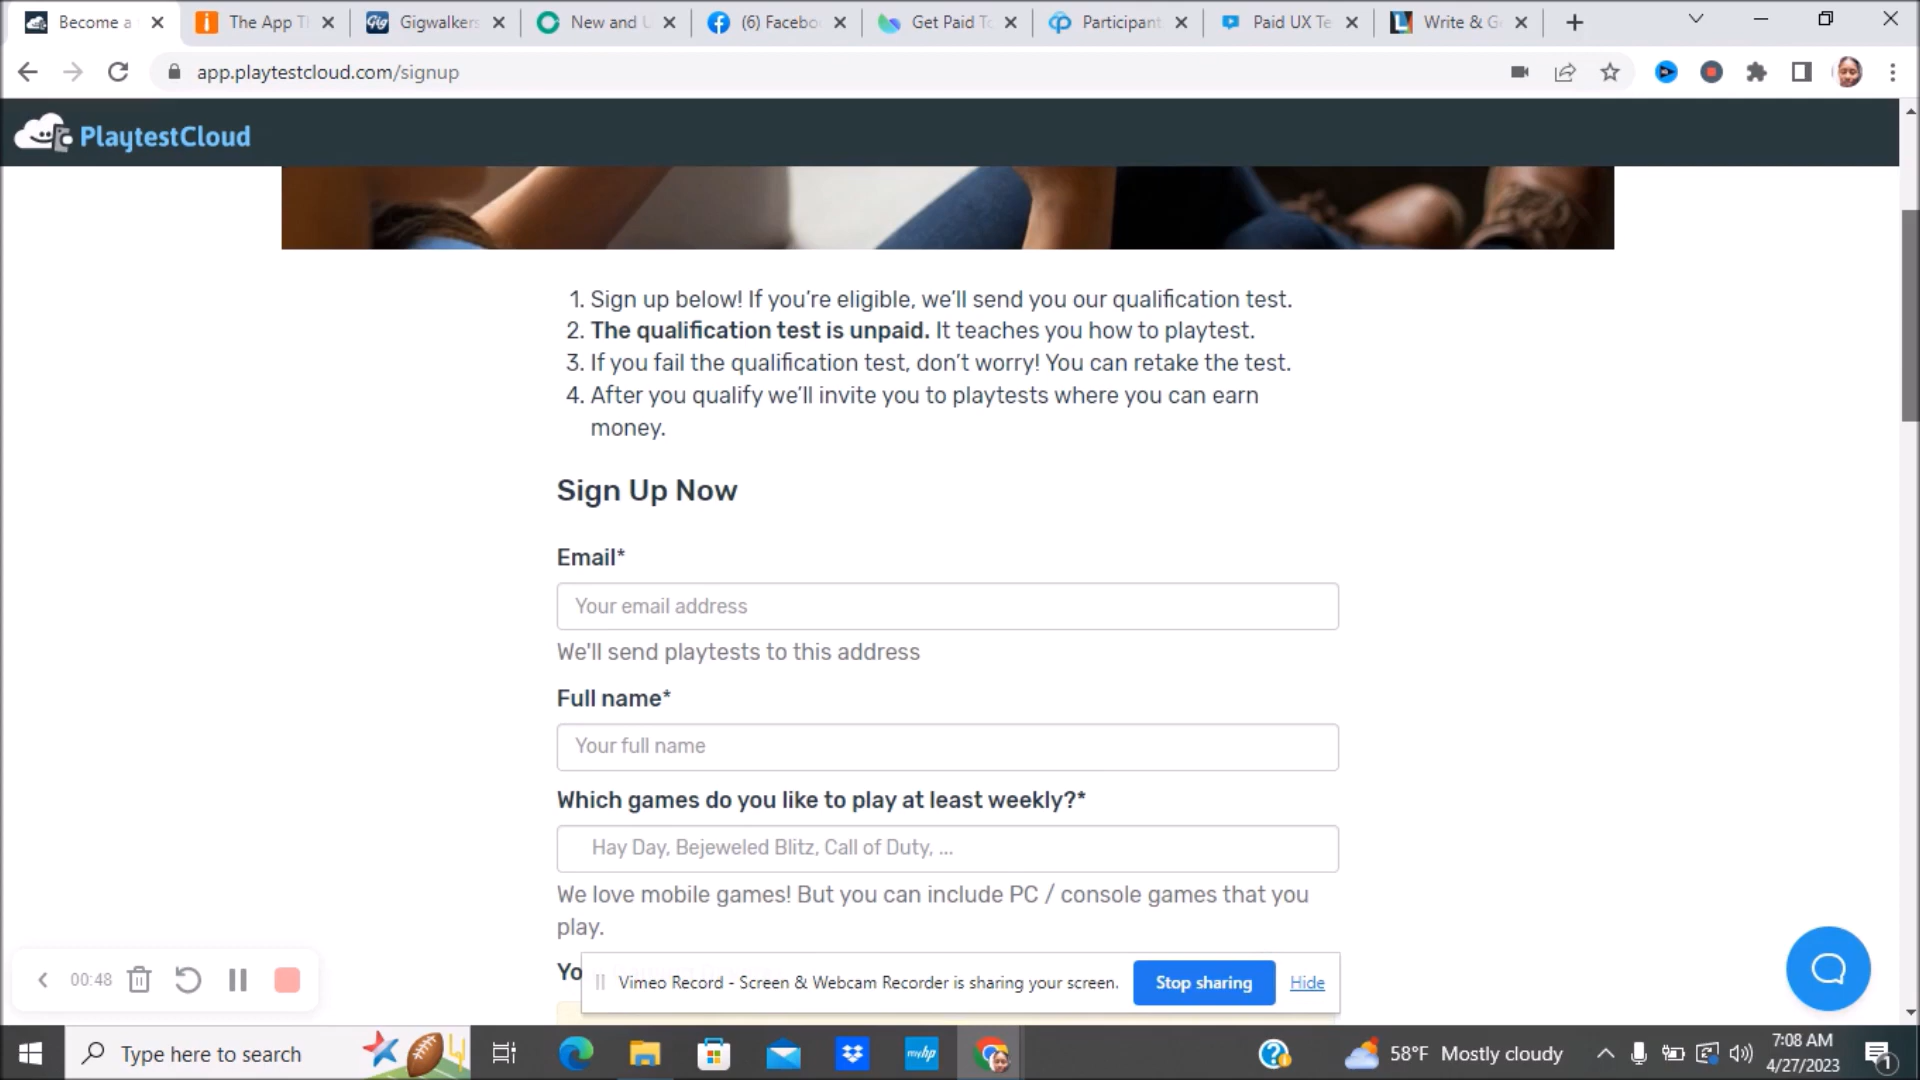 Become a
The App T
Gig
Gigwalkers
New and U
(6) Facebo
Get Paid To
Participant
Paid UX Te
Write & G
app.playtestcloud.com/signup
PlaytestCloud
1. Sign up below! If you're eligible, we'll send you our qualification test.
2. The qualification test is unpaid. It teaches you how to playtest.
3. If you fail the qualification test, don't worry! You can retake the test.
4. After you qualify we'll invite you to playtests where you can earn
money.
Sign Up Now
Email*
Your email address
We'll send playtests to this address
Full name*
Your full name
Which games do you like to play at least weekly?*
Hay Day, Bejeweled Blitz, Call of Duty, ...
We love mobile games! But you can include PC / console games that you
play.
Yo
00:48
Vimeo Record - Screen & Webcam Recorder is sharing your screen.
Stop sharing
Hide
Type here to search
myhp
58°F Mostly cloudy
7:08 AM
4/27/2023
1